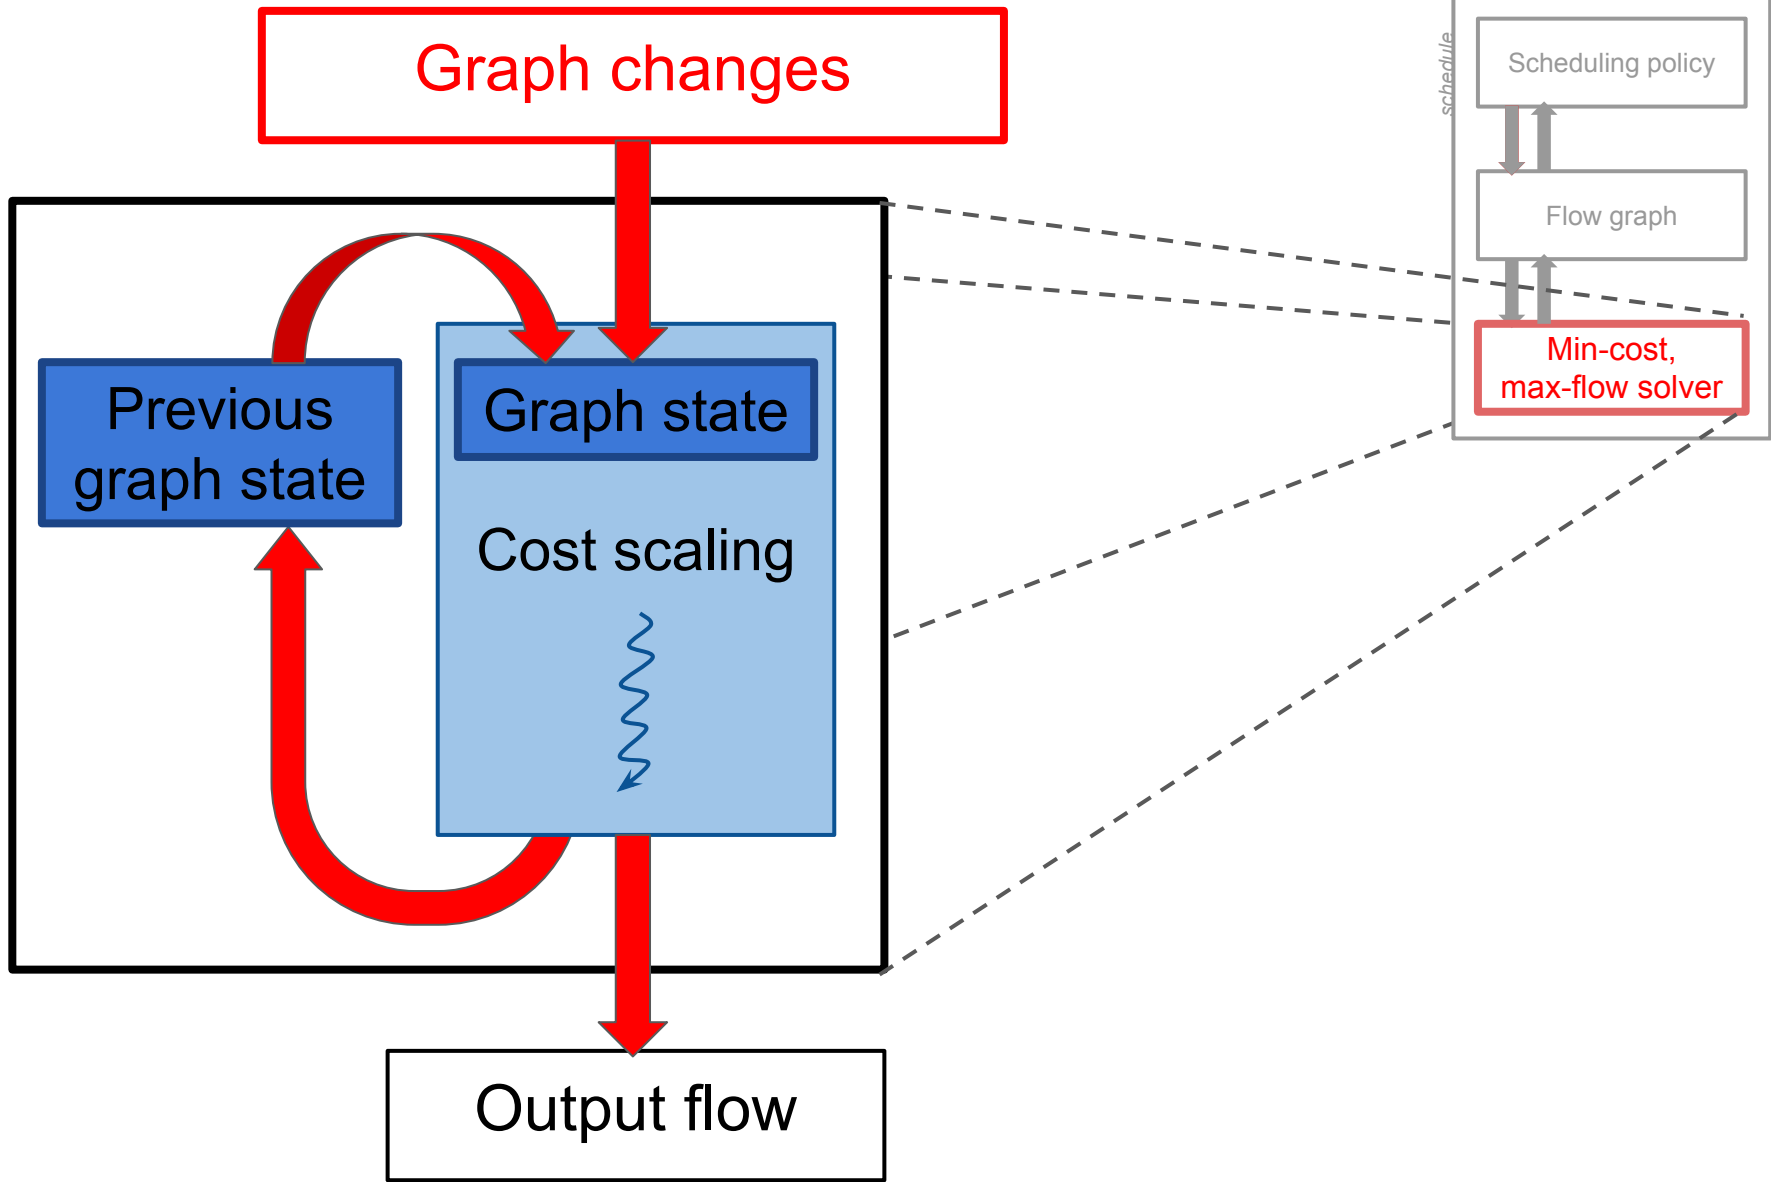 Graph changes
Previous
graph state
Graph state
Cost scaling
Output flow
schedule
Scheduling policy
Flow graph
Min-cost,
max-flow solver